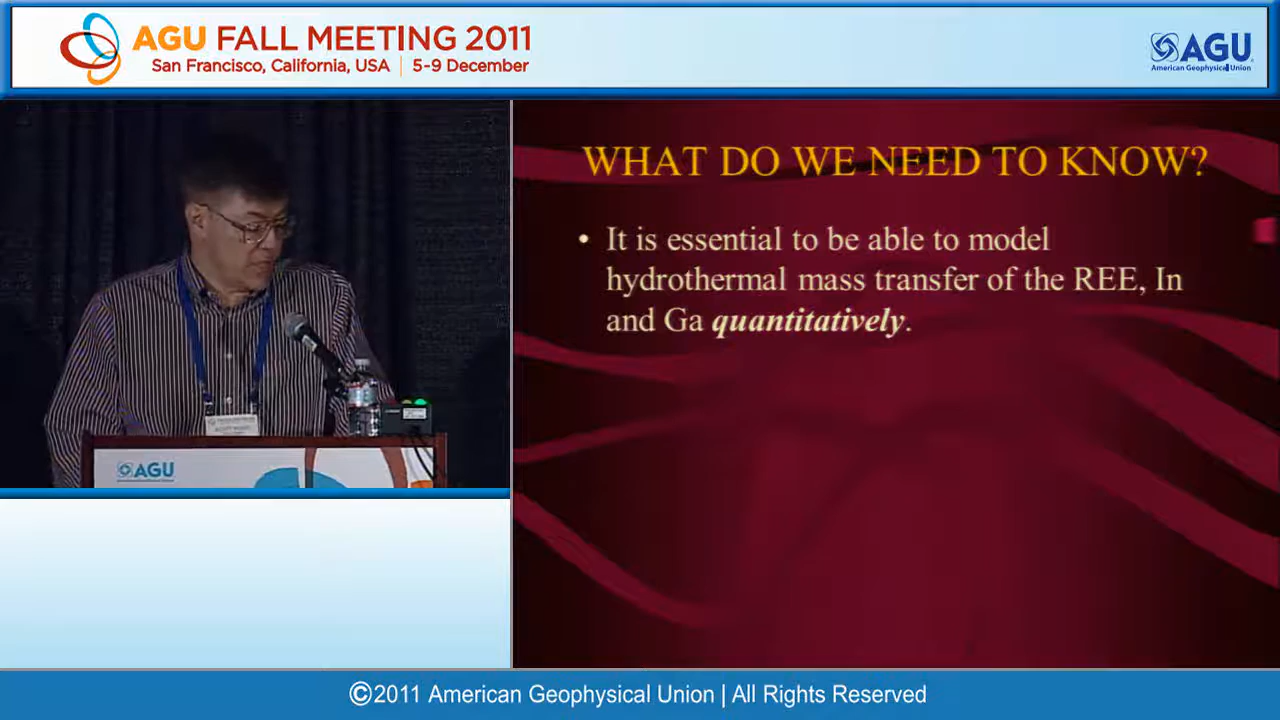 AGU FALL MEETING 2011
San Francisco, California, USA | 5-9 December
AGU
American Geophysical Union
WHAT DO WE NEED TO KNOW?
• It is essential to be able to model
hydrothermal mass transfer of the REE, In
and Ga quantitatively.
AGU
©2011 American Geophysical Union | All Rights Reserved